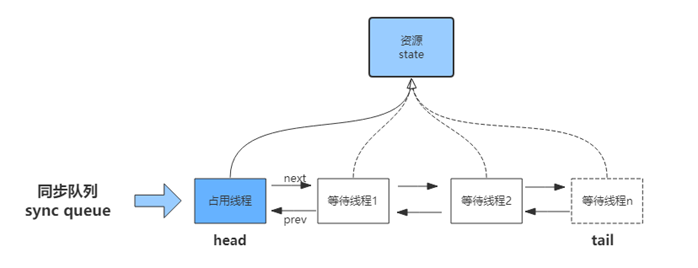 资源
state
同步队列
sync queue
占用线程
next
prev
等待线程1
等待线程2
等待线程n
head
tail